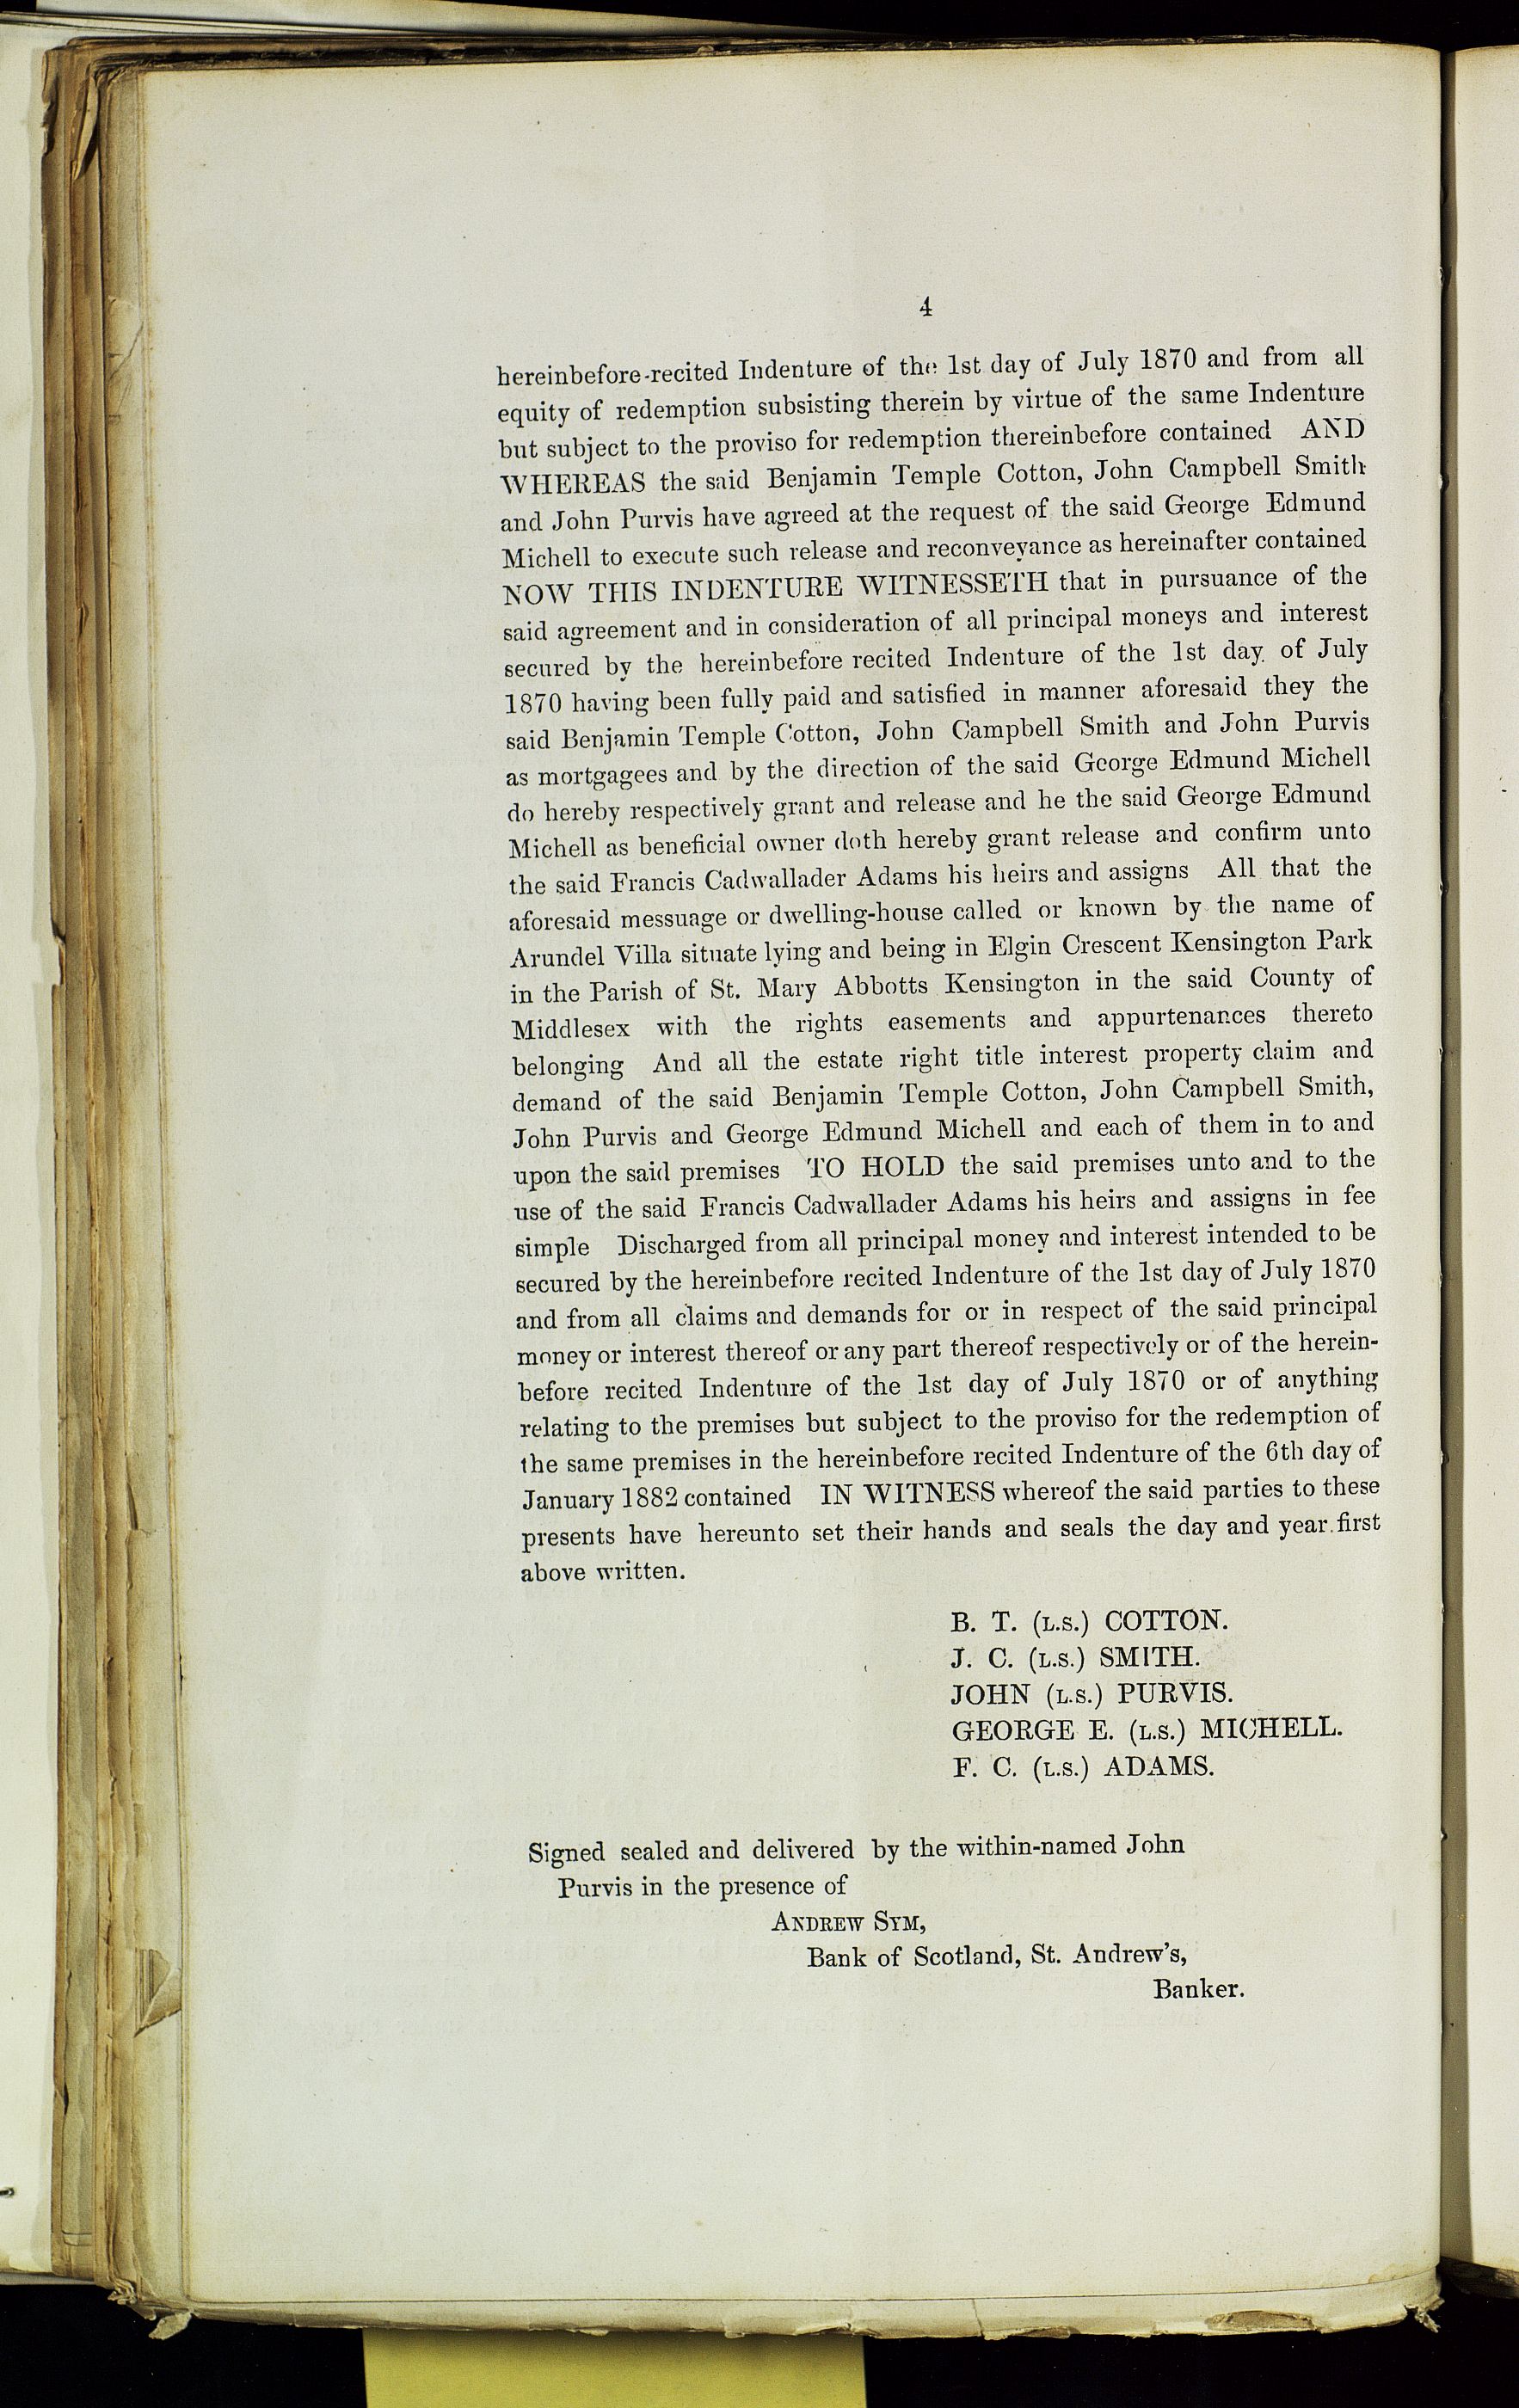 4
hereinbefore-recited Indenture of the 1st day of July 1870 and from all
equity of redemption subsisting therein by virtue of the same Indenture
but subject to the proviso for redemption thereinbefore contained AND
WHEREAS the said Benjamin Temple Cotton, John Campbell Smith
and John Purvis have agreed at the request of the said George Edmund
Michell to execute such release and reconveyance as hereinafter contained
NOW THIS INDENTURE WITNESSETH that in pursuance of the
said agreement and in consideration of all principal moneys and interest
secured by the hereinbefore recited Indenture of the 1st day of July
1870 having been fully paid and satisfied in manner aforesaid they the
said Benjamin Temple Cotton, John Campbell Smith and John Purvis
as mortgagees and by the direction of the said George Edmund Michell
do hereby respectively grant and release and he the said George Edmund
Michell as beneficial owner doth hereby grant release and confirm unto
the said Francis Cadwallader Adams his heirs and assigns All that the
aforesaid messuage or dwelling-house called or known by the name of
Arundel Villa situate lying and being in Elgin Crescent Kensington Park
in the Parish of St. Mary Abbotts Kensington in the said County of
Middlesex with the rights easements and appurtenances thereto
belonging And all the estate right title interest property claim and
demand of the said Benjamin Temple Cotton, John Campbell Smith,
John Purvis and George Edmund Michell and each of them in to and
upon the said premises TO HOLD the said premises unto and to the
use of the said Francis Cadwallader Adams his heirs and assigns in fee
simple Discharged from all principal money and interest intended to be
secured by the hereinbefore recited Indenture of the 1st day of July 1870
and from all claims and demands for or in respect of the said principal
money or interest thereof or any part thereof respectively or of the herein-
before recited Indenture of the 1st day of July 1870 or of anything
relating to the premises but subject to the proviso for the redemption of
the same premises in the hereinbefore recited Indenture of the 6th day of
January 1882 contained IN WITNESS whereof the said parties to these
presents have hereunto set their hands and seals the day and year first
above written.
B. T. (L.S.) COTTON.
J. C. (L.S.) SMITH.
JOHN (L.S.) PURVIS.
GEORGE E. (L.S.) MICHELL.
F. C. (L.S.) ADAMS.
Signed sealed and delivered by the within-named John
Purvis in the presence of
ANDREW SYM,
Bank of Scotland, St. Andrew's,
Banker.